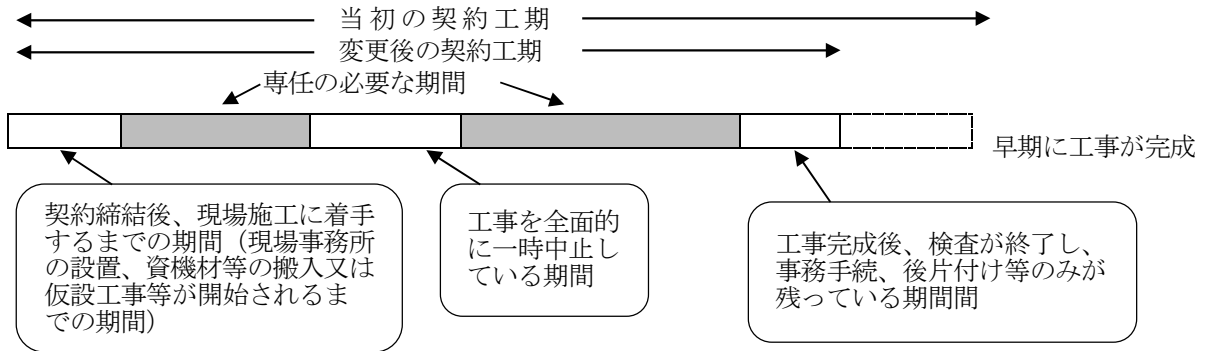 当初の契約工期
変更後の契約工期
専任の必要な期間
早期に工事が完成
契約締結後、現場施工に着手
するまでの期間（現場事務所
の設置、資機材等の搬入又は
仮設工事等が開始されるま
での期間）
工事を全面的
に一時中止し
ている期間
工事完成後、検査が終了し、
事務手続、後片付け等のみが
残っている期間間